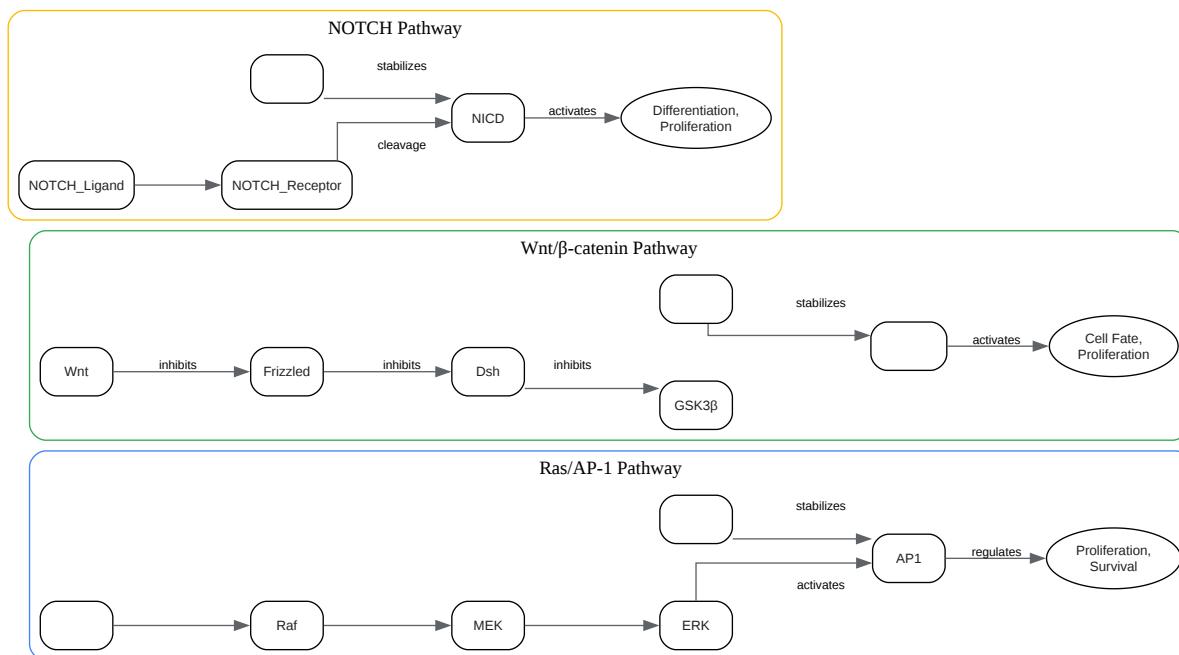 NOTCH Pathway
stabilizes
NICD
activates
Differentiation,
Proliferation
cleavage
NOTCH_Ligand
NOTCH_Receptor
Wnt/β-catenin Pathway
stabilizes
activates
Cell Fate,
Proliferation
Wnt
inhibits
Frizzled
inhibits
Dsh
inhibits
GSK3β
Ras/AP-1 Pathway
stabilizes
AP1
regulates
Proliferation,
Survival
activates
Raf
MEK
ERK